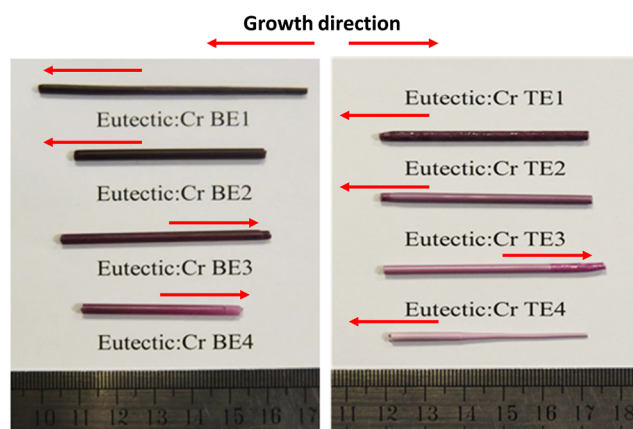 Growth direction
Eutectic:Cr BE1
Eutectic:Cr BE2
Eutectic:Cr BE3
Eutectic:Cr BE4
10 11 12 13 14 15 16 17
Eutectic:Cr TE1
Eutectic:Cr TE2
Eutectic:Cr TE3
Eutectic:Cr TE4
11 12 13 14 15 16 17 18